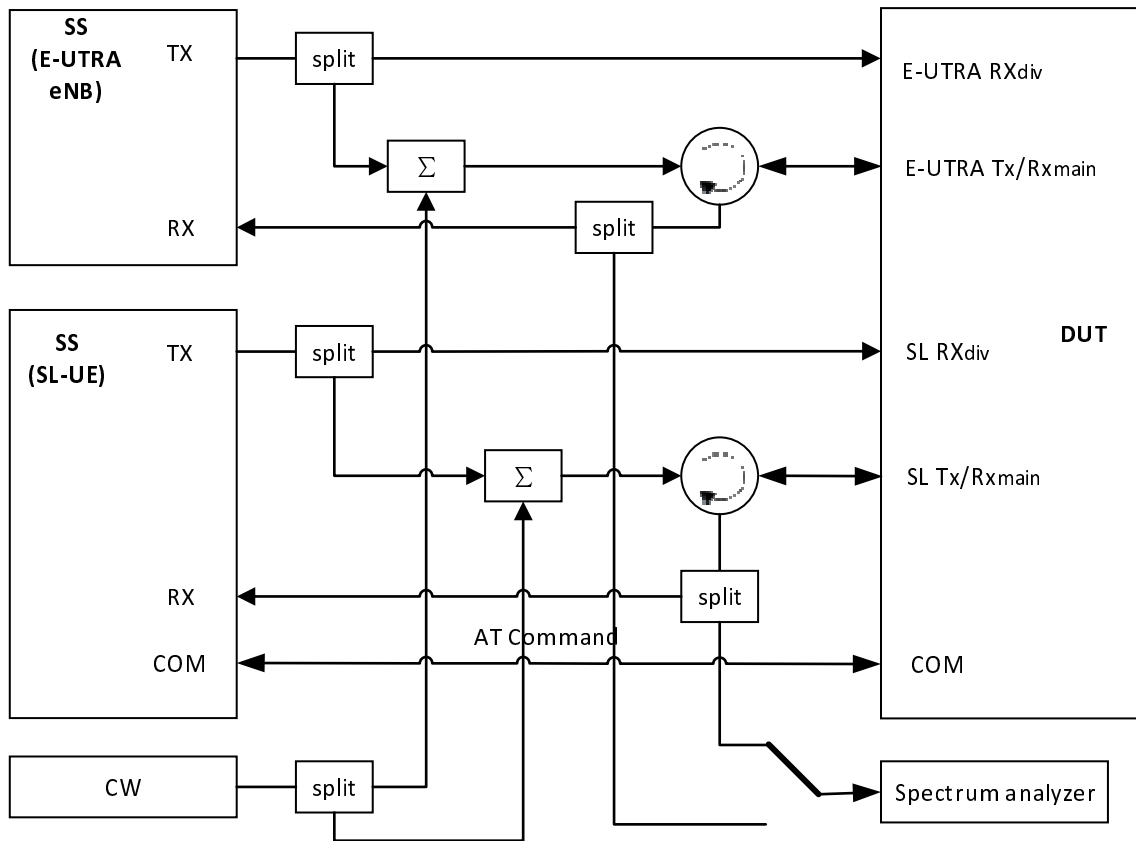 SS
(E-UTRA
eNB)
TX
split
E-UTRA RXdiv
Σ
E-UTRA Tx/Rxmain
RX
split
SS
(SL-UE)
TX
split
SL RXdiv
DUT
Σ
SL Tx/Rxmain
RX
split
AT Command
COM
COM
CW
split
Spectrum analyzer